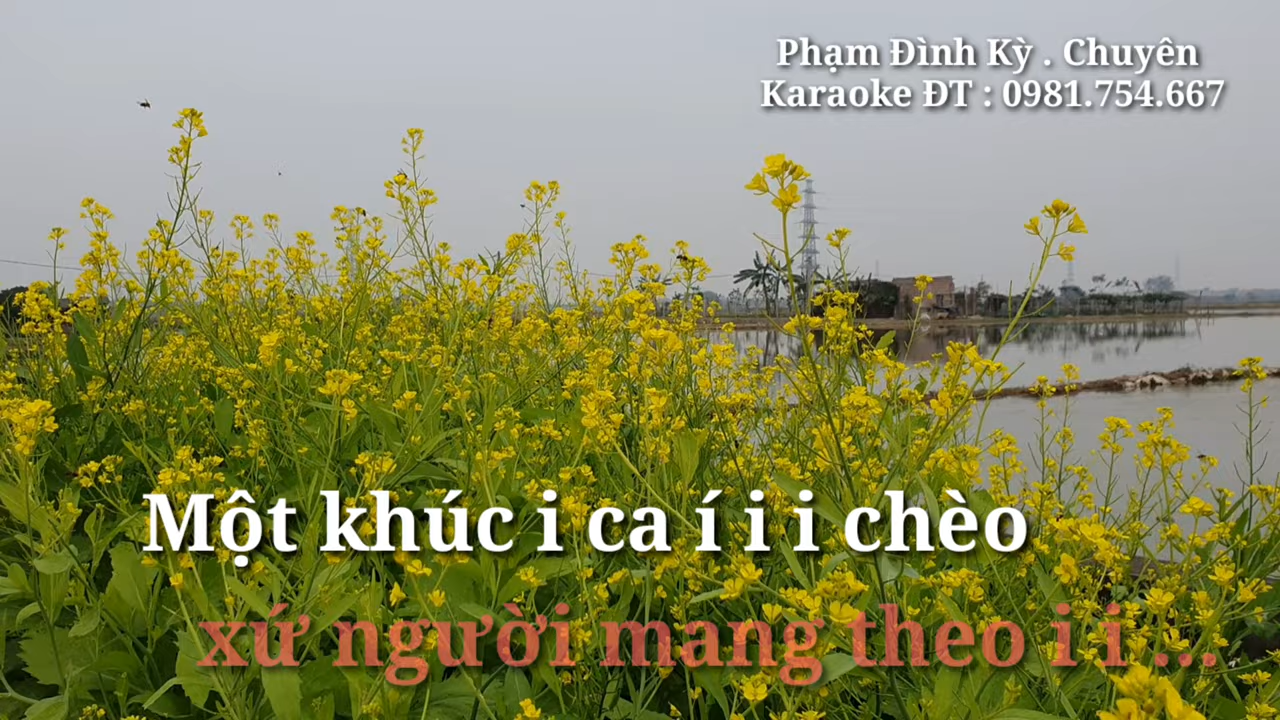 Phạm Đình Kỳ . Chuyên
Karaoke ĐT : 0981.754.667
Một khúc i ca í i i chèo
xứ người mang theo i i ...